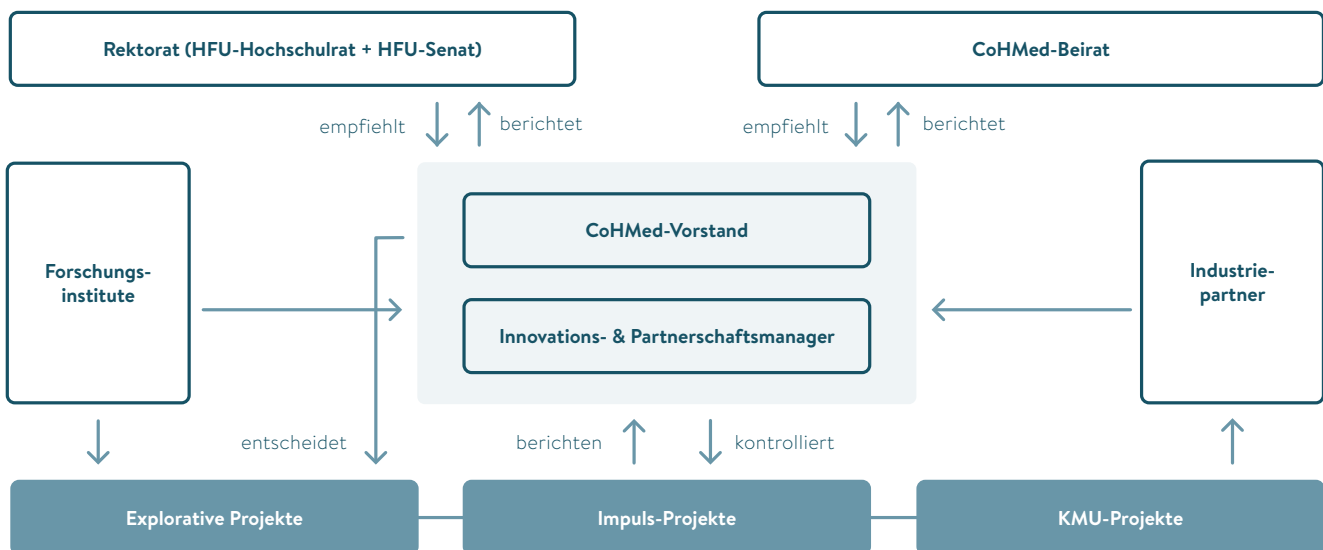 Rektorat (HFU-Hochschulrat + HFU-Senat)
CoHMed-Beirat
empfiehlt
berichtet
empfiehlt
berichtet
CoHMed-Vorstand
Forschungs-
institute
Industrie-
partner
Innovations- & Partnerschaftsmanager
entscheidet
berichten
kontrolliert
Explorative Projekte
Impuls-Projekte
KMU-Projekte